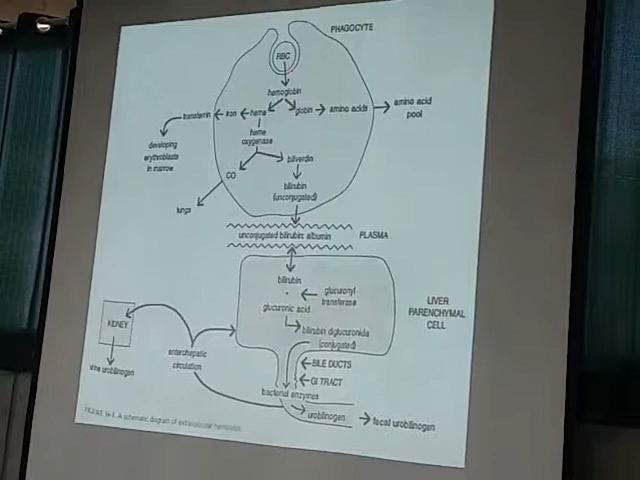 PHAGOCYTE
RBC
hemoglobin
transferrin iron heme globin amino acids amino acid
pool
heme
oxygenase
developing
erythroblasts
in marrow
CO
biliverdin
bilirubin
(unconjugated)
lungs
unconjugated bilirubin: albumin PLASMA
bilirubin
glucuronyl
transferase
glucuronic acid
LIVER
PARENCHYMAL
CELL
KIDNEY
bilirubin diglucuronide
(conjugated)
enterohepatic
circulation
BILE DUCTS
urine urobilinogen
GI TRACT
bacterial enzymes
urobilinogen
fecal urobilinogen
A schematic diagram of extravascular hemolysis